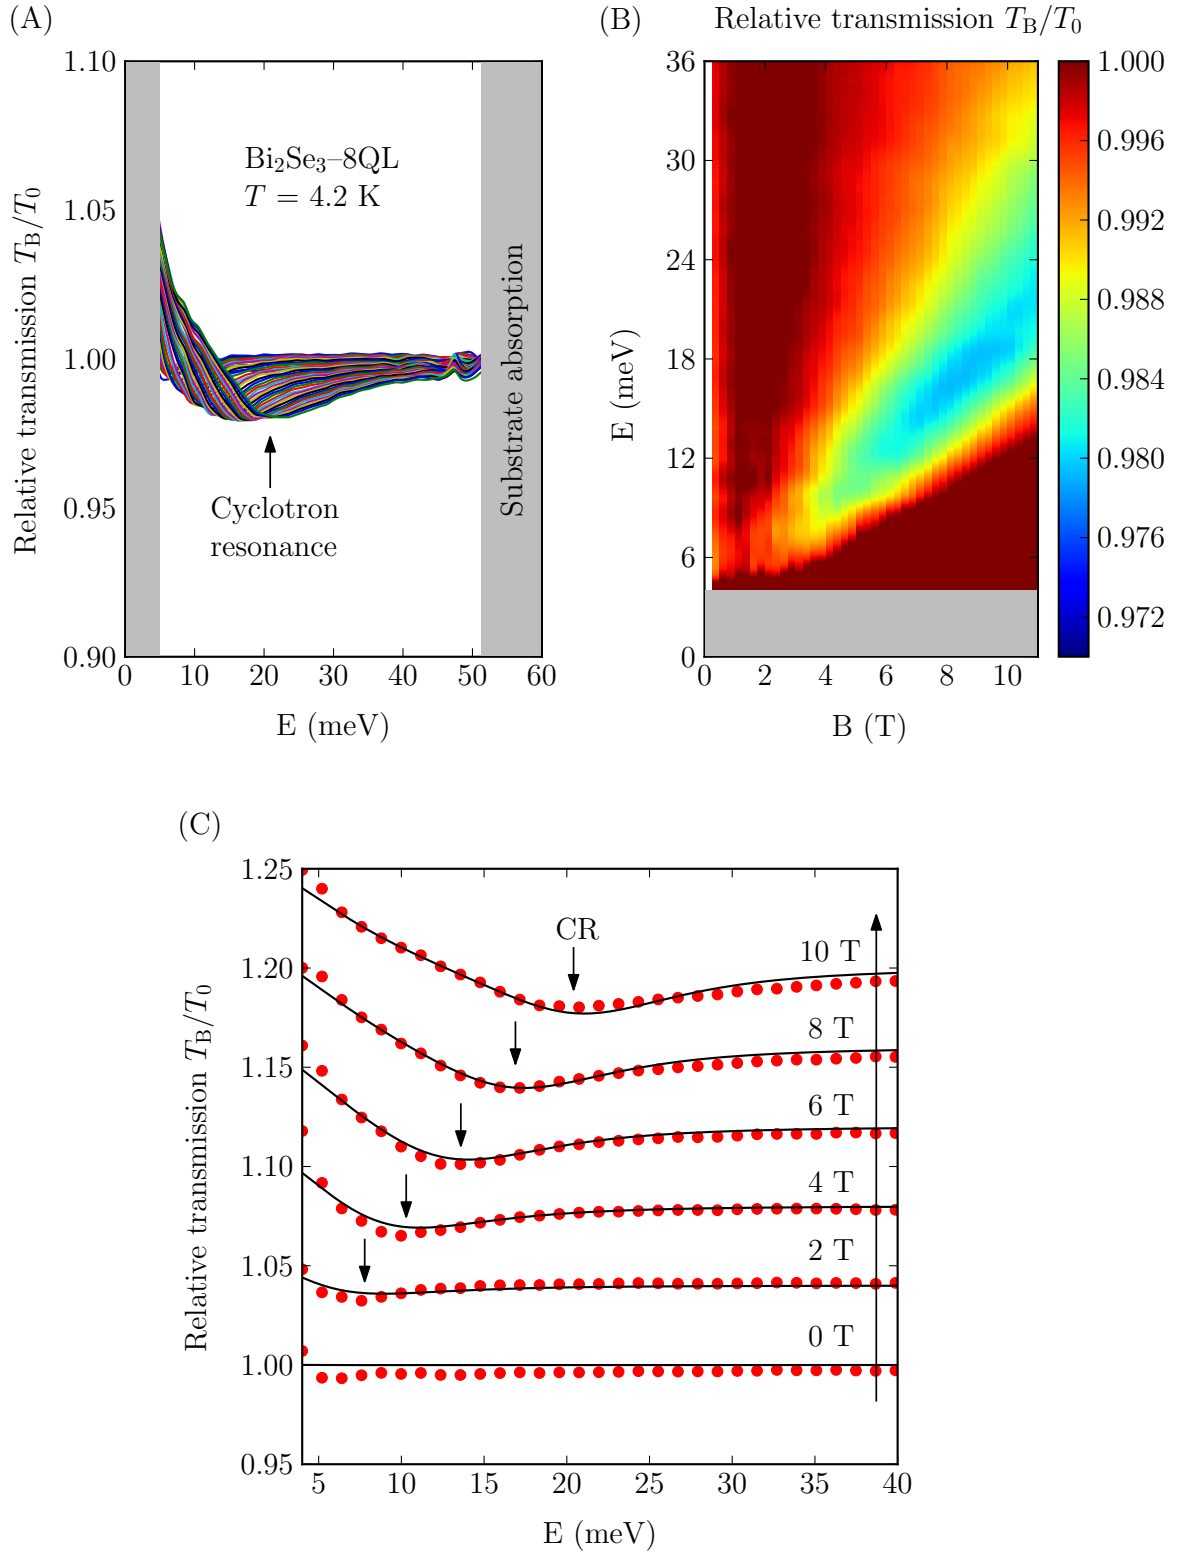 (A)
Relative transmission T_B/T_0
1.10
1.05
1.00
0.95
0.90
Bi₂Se₃–8QL
T = 4.2 K
Cyclotron
resonance
Substrate absorption
0 10 20 30 40 50 60
E (meV)
(B) Relative transmission T_B/T_0
E (meV)
36
30
24
18
12
6
0
0 2 4 6 8 10
B (T)
1.000
0.996
0.992
0.988
0.984
0.980
0.976
0.972
(C)
Relative transmission T_B/T_0
1.25
1.20
1.15
1.10
1.05
1.00
0.95
CR
10 T
8 T
6 T
4 T
2 T
0 T
5 10 15 20 25 30 35 40
E (meV)